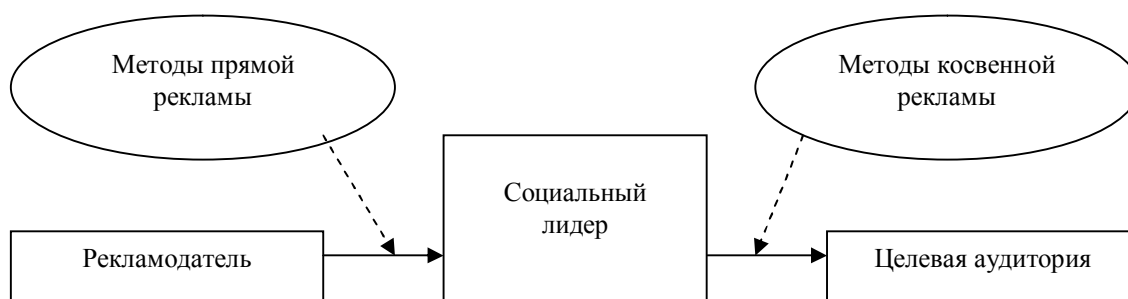 Методы прямой
рекламы
Методы косвенной
рекламы
Социальный
лидер
Рекламодатель
Целевая аудитория